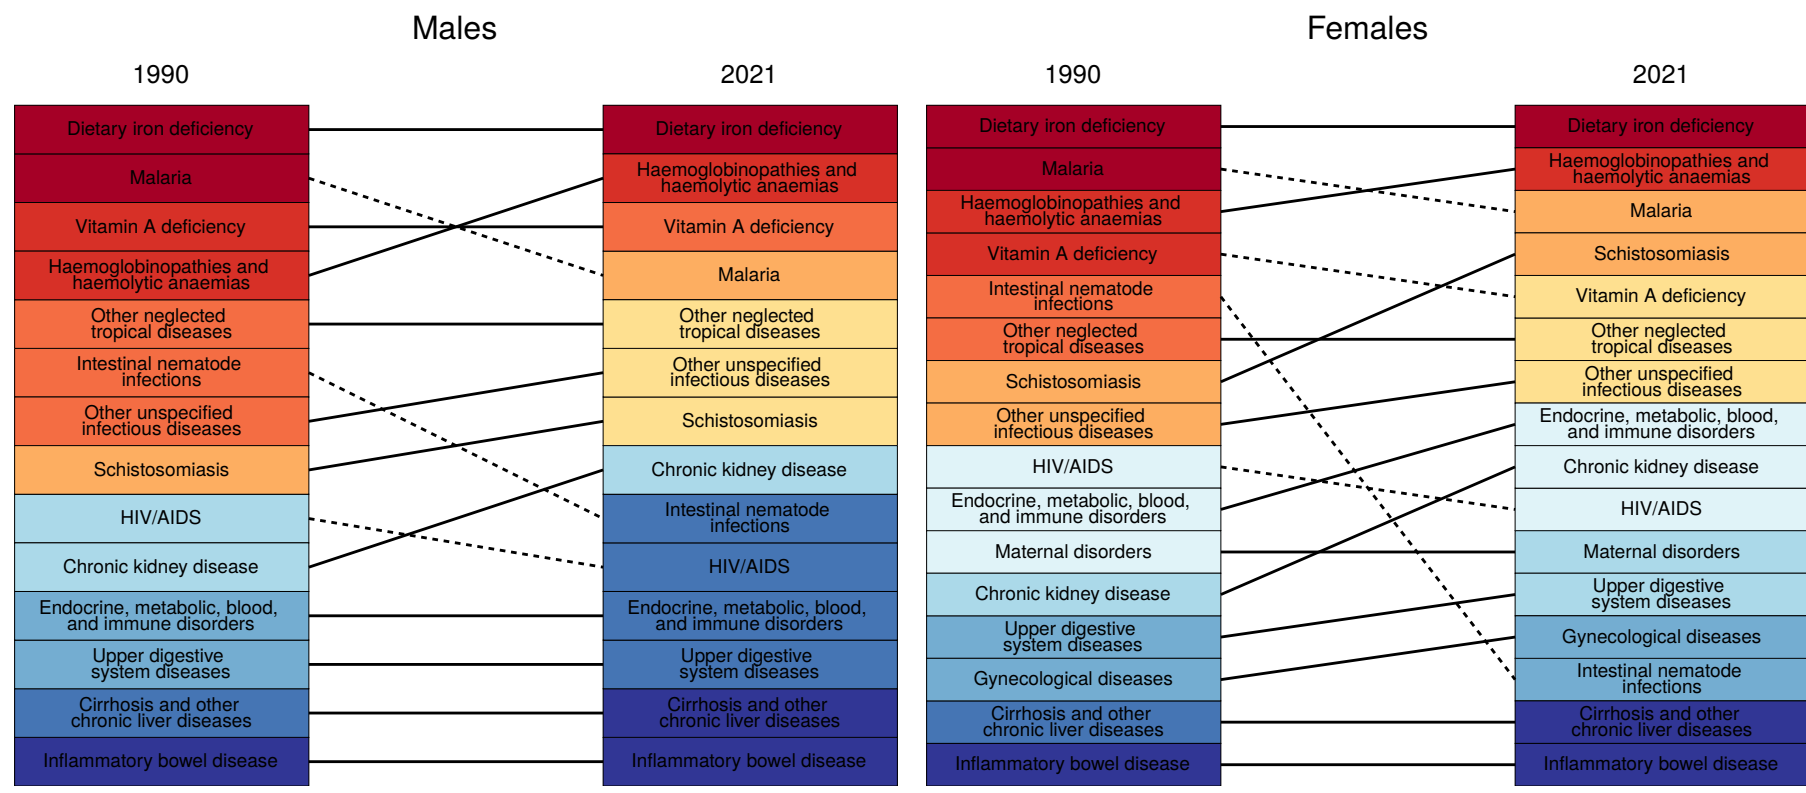 Males
1990
2021
Dietary iron deficiency
Malaria
Vitamin A deficiency
Haemoglobinopathies and
haemolytic anaemias
Other neglected
tropical diseases
Intestinal nematode
infections
Other unspecified
infectious diseases
Schistosomiasis
HIV/AIDS
Chronic kidney disease
Endocrine, metabolic, blood,
and immune disorders
Upper digestive
system diseases
Cirrhosis and other
chronic liver diseases
Inflammatory bowel disease
Dietary iron deficiency
Haemoglobinopathies and
haemolytic anaemias
Vitamin A deficiency
Malaria
Other neglected
tropical diseases
Other unspecified
infectious diseases
Schistosomiasis
Chronic kidney disease
Intestinal nematode
infections
HIV/AIDS
Endocrine, metabolic, blood,
and immune disorders
Upper digestive
system diseases
Cirrhosis and other
chronic liver diseases
Inflammatory bowel disease
Females
1990
2021
Dietary iron deficiency
Malaria
Haemoglobinopathies and
haemolytic anaemias
Vitamin A deficiency
Intestinal nematode
infections
Other neglected
tropical diseases
Schistosomiasis
Other unspecified
infectious diseases
HIV/AIDS
Endocrine, metabolic, blood,
and immune disorders
Maternal disorders
Chronic kidney disease
Upper digestive
system diseases
Gynecological diseases
Cirrhosis and other
chronic liver diseases
Inflammatory bowel disease
Dietary iron deficiency
Haemoglobinopathies and
haemolytic anaemias
Malaria
Schistosomiasis
Vitamin A deficiency
Other neglected
tropical diseases
Other unspecified
infectious diseases
Endocrine, metabolic, blood,
and immune disorders
Chronic kidney disease
HIV/AIDS
Maternal disorders
Upper digestive
system diseases
Gynecological diseases
Intestinal nematode
infections
Cirrhosis and other
chronic liver diseases
Inflammatory bowel disease